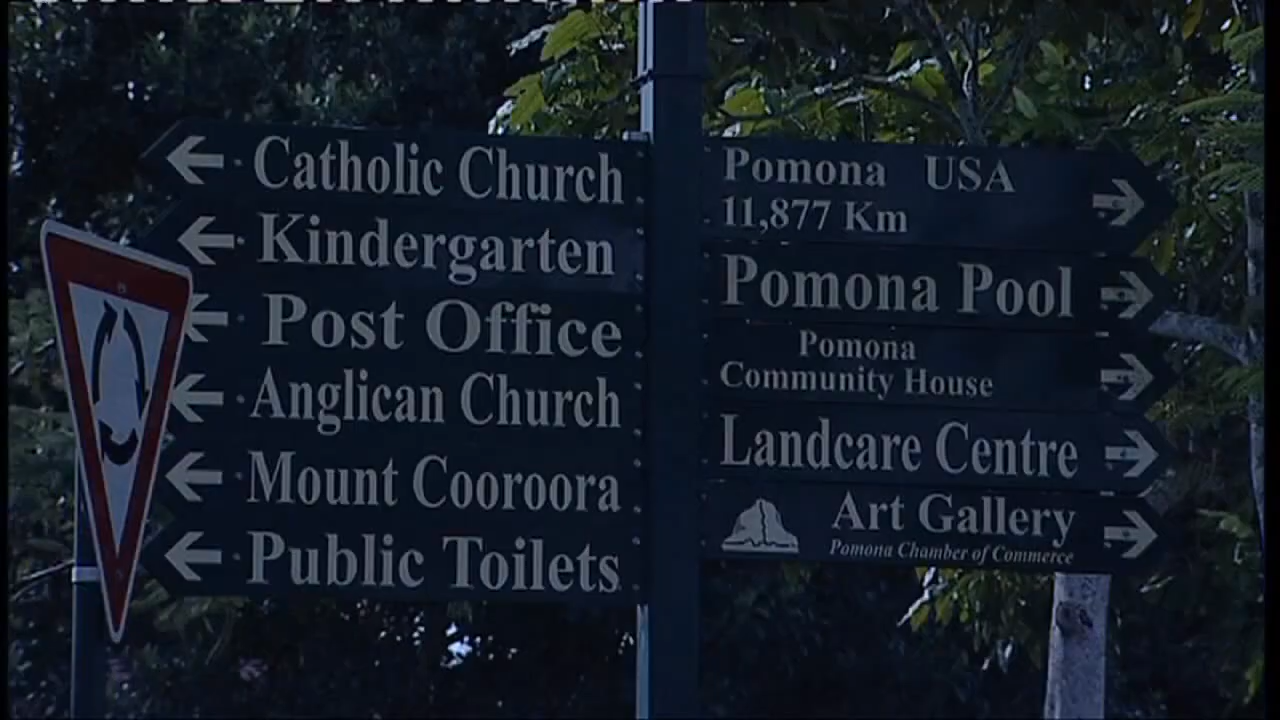 Catholic Church
Kindergarten
Post Office
Anglican Church
Mount Cooroora
Public Toilets
Pomona USA
11,877 Km
Pomona Pool
Pomona
Community House
Landcare Centre
Art Gallery
Pomona Chamber of Commerce